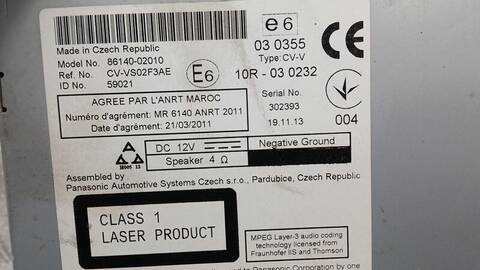 Made in Czech Republic
Model No. 86140-02010
Ref. No. CV-VS02F3AE
ID No. 59021
e6
03 0355
Type: CV-V
CE
E6
10R - 03 0232
AGREE PAR L'ANRT MAROC
Numéro d'agrément: MR 6140 ANRT 2011
Date d'agrément: 21/03/2011
Serial No.
302393
19.11.13
004
DC 12V
Negative Ground
Speaker 4 Ω
Assembled by
Panasonic Automotive Systems Czech s.r.o., Pardubice, Czech Republic
CLASS 1
LASER PRODUCT
MPEG Layer-3 audio coding
technology licensed from
Fraunhofer IIS and Thomson
Panasonic Corporation